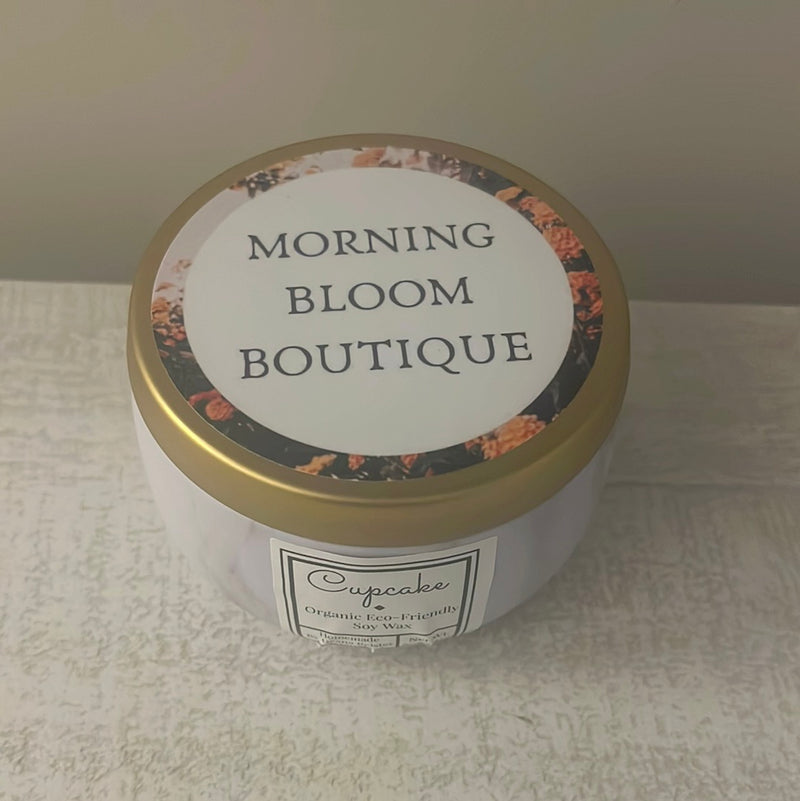 MORNING
BLOOM
BOUTIQUE
Cupcake
Organic Eco-Friendly
Soy Wax
Homemade